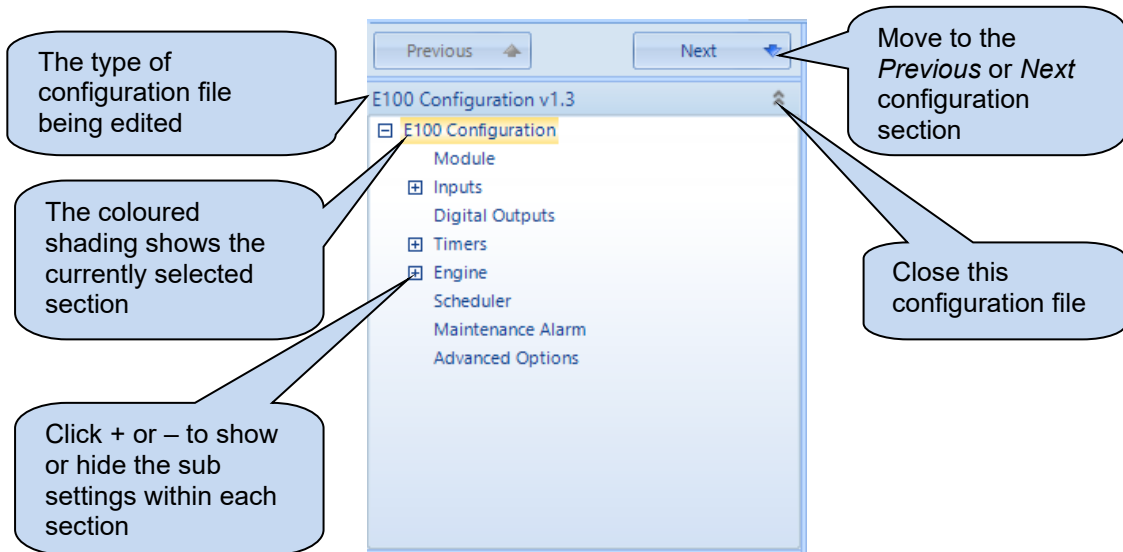 The type of
configuration file
being edited
The coloured
shading shows the
currently selected
section
Click + or – to show
or hide the sub
settings within each
section
Previous
Next
E100 Configuration v1.3
E100 Configuration
Module
Inputs
Digital Outputs
Timers
Engine
Scheduler
Maintenance Alarm
Advanced Options
Move to the
Previous or Next
configuration
section
Close this
configuration file